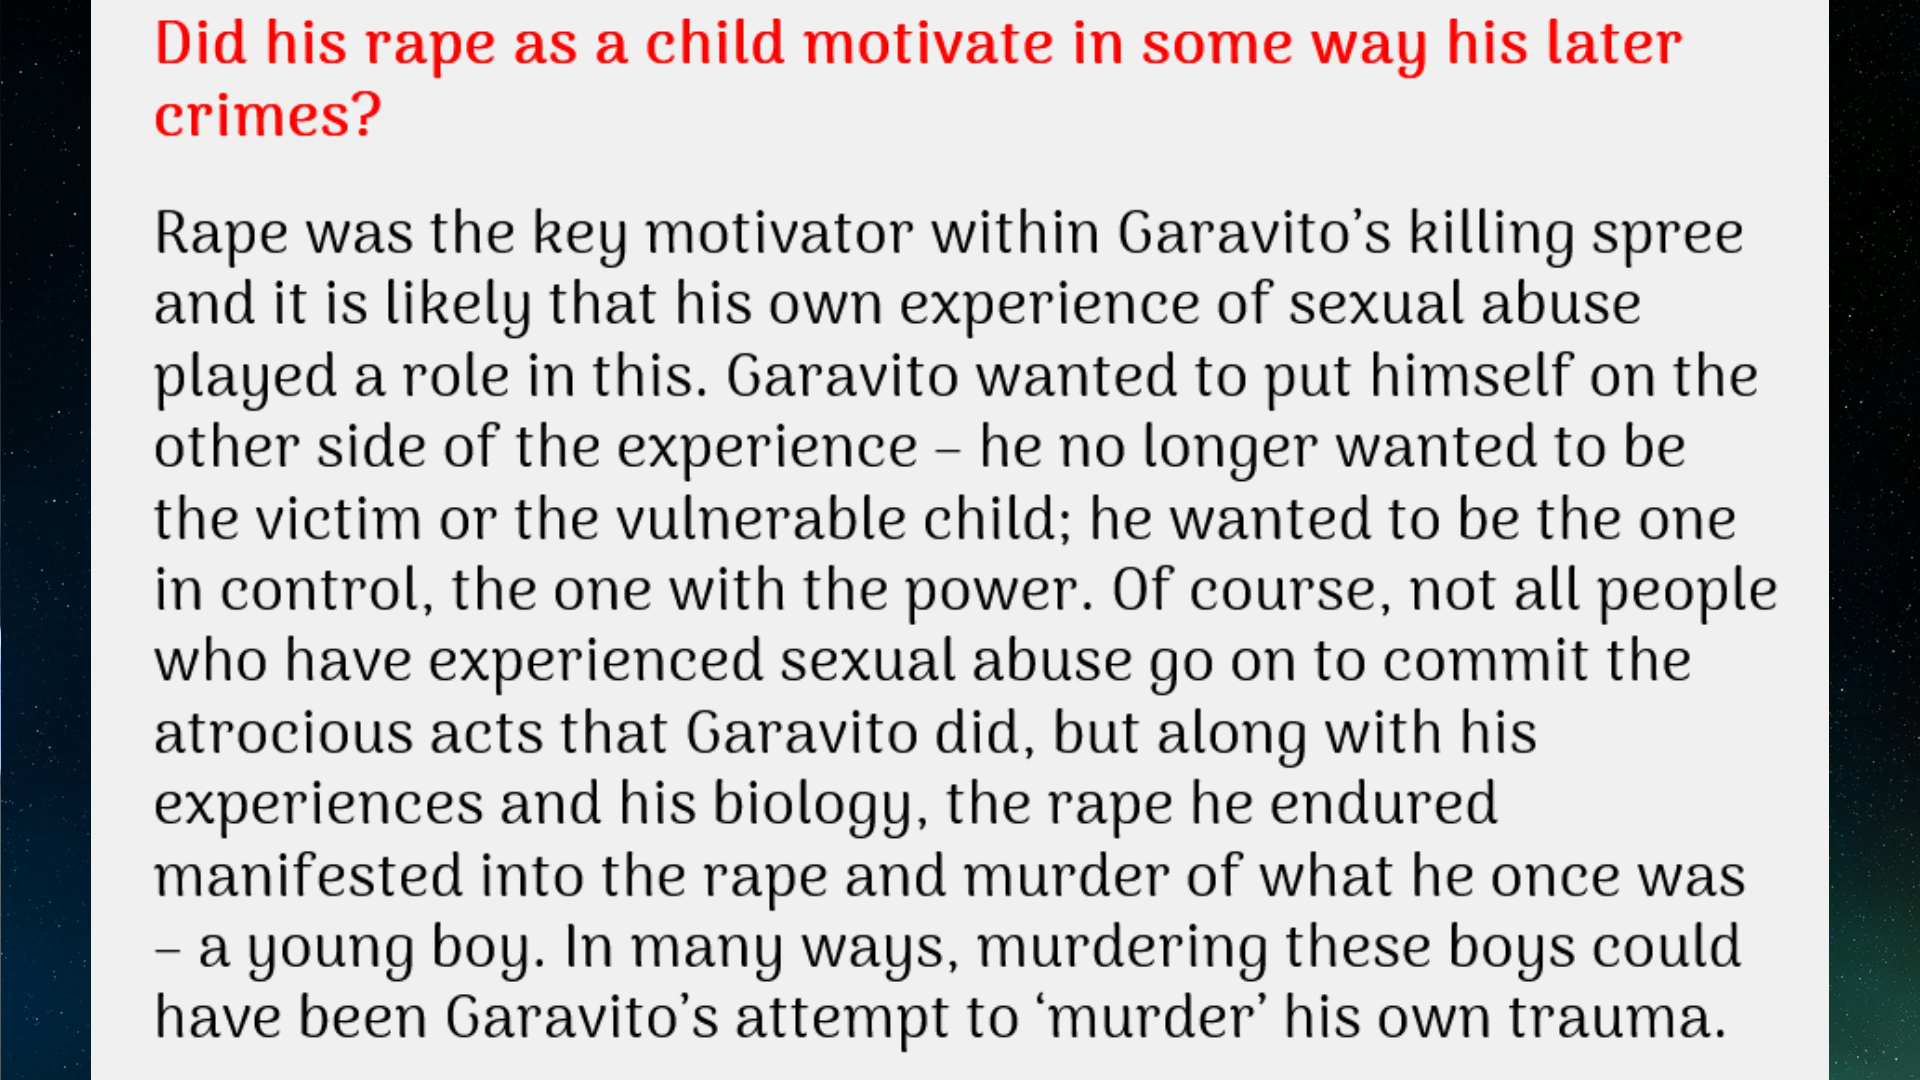 Did his rape as a child motivate in some way his later
crimes?
Rape was the key motivator within Garavito’s killing spree
and it is likely that his own experience of sexual abuse
played a role in this. Garavito wanted to put himself on the
other side of the experience – he no longer wanted to be
the victim or the vulnerable child; he wanted to be the one
in control, the one with the power. Of course, not all people
who have experienced sexual abuse go on to commit the
atrocious acts that Garavito did, but along with his
experiences and his biology, the rape he endured
manifested into the rape and murder of what he once was
– a young boy. In many ways, murdering these boys could
have been Garavito’s attempt to ‘murder’ his own trauma.